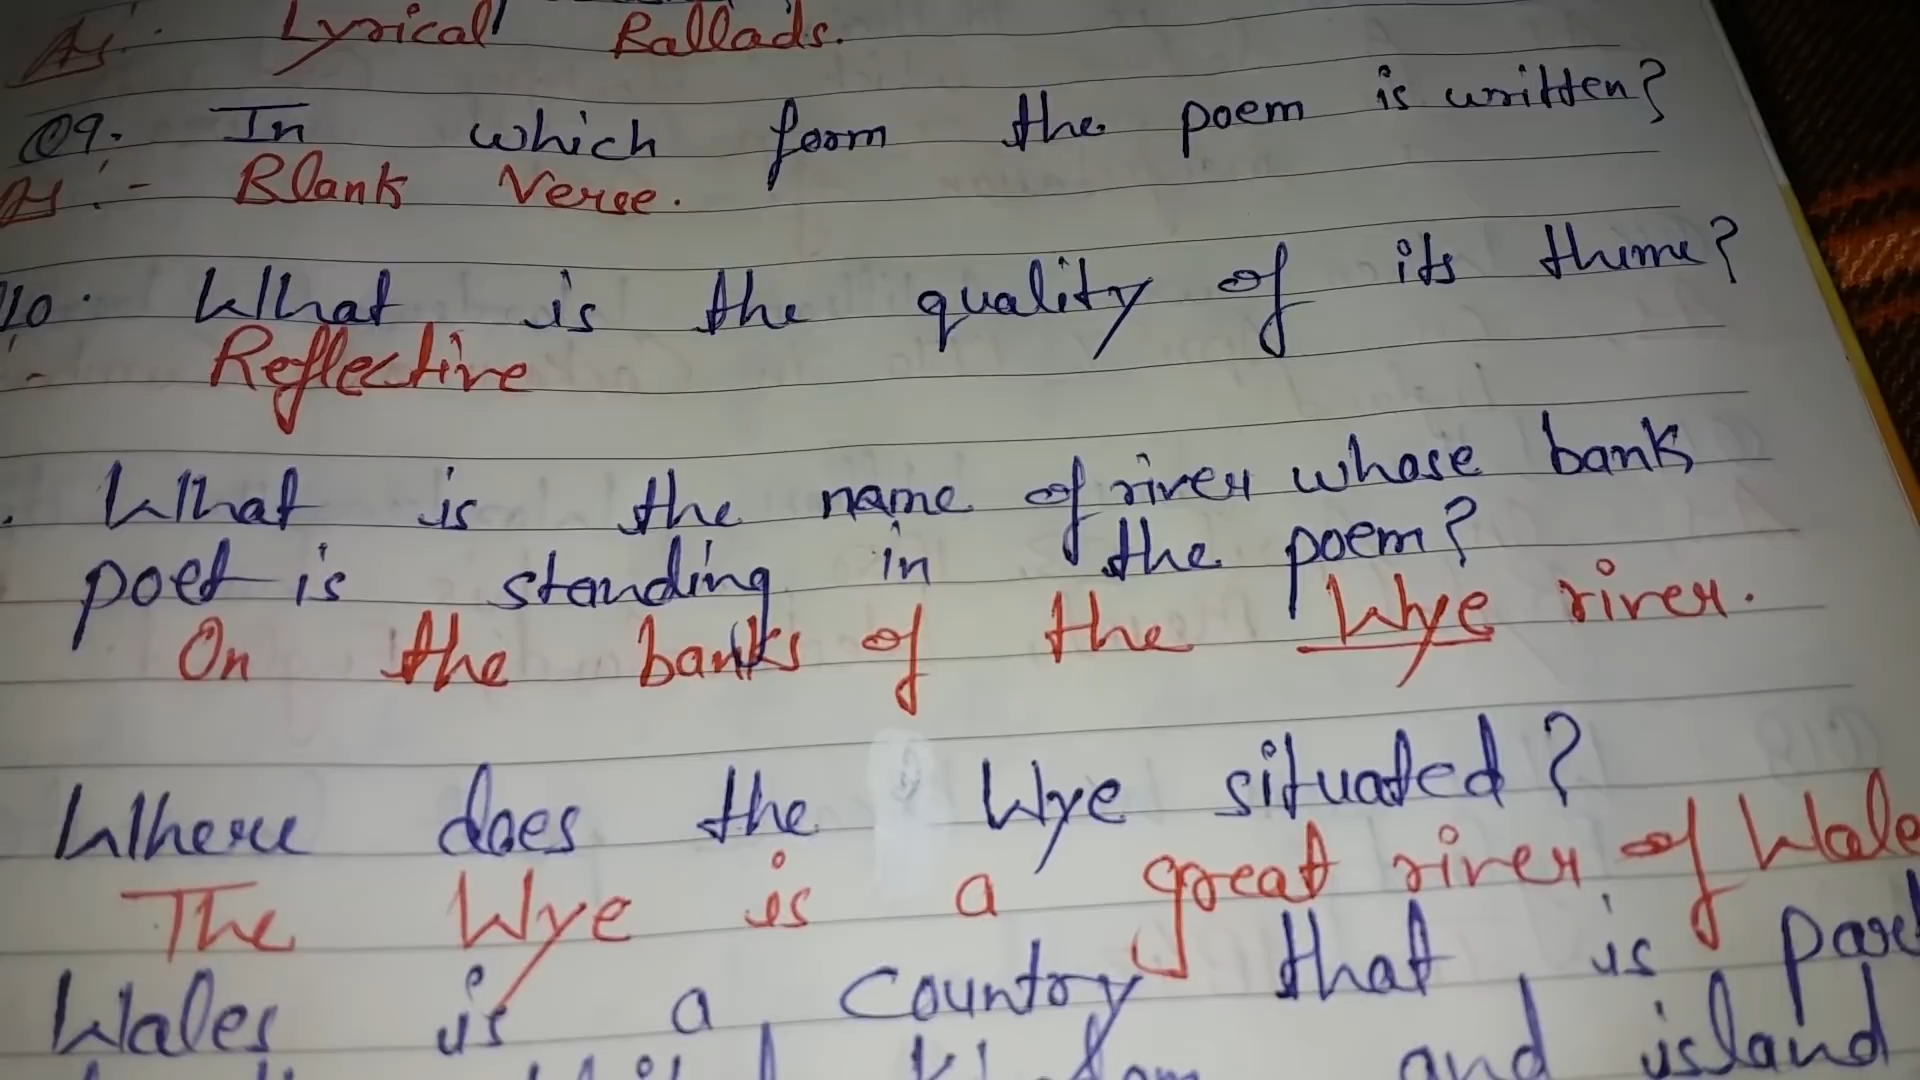 Lyrical Ballads.
Q9. In which form the poem is written?
:- Blank Verse.
10. What is the quality of its theme?
- Reflective
What is the name of river whose bank
poet is standing in the poem?
On the banks of the Wye river.
Where does the Wye situated?
The Wye is a great river of Wale
Wales is a country that is part
and island